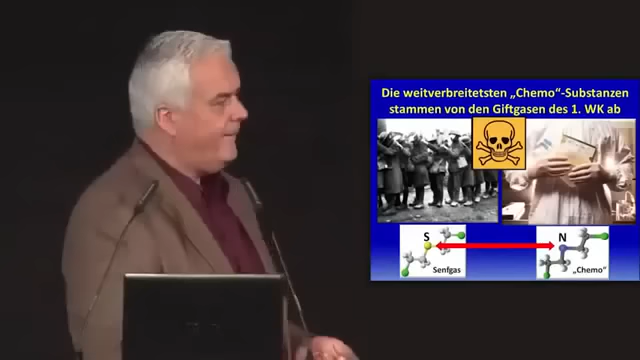 Die weitverbreitetsten „Chemo“-Substanzen
stammen von den Giftgasen des 1. WK ab
S
N
Senfgas
„Chemo“